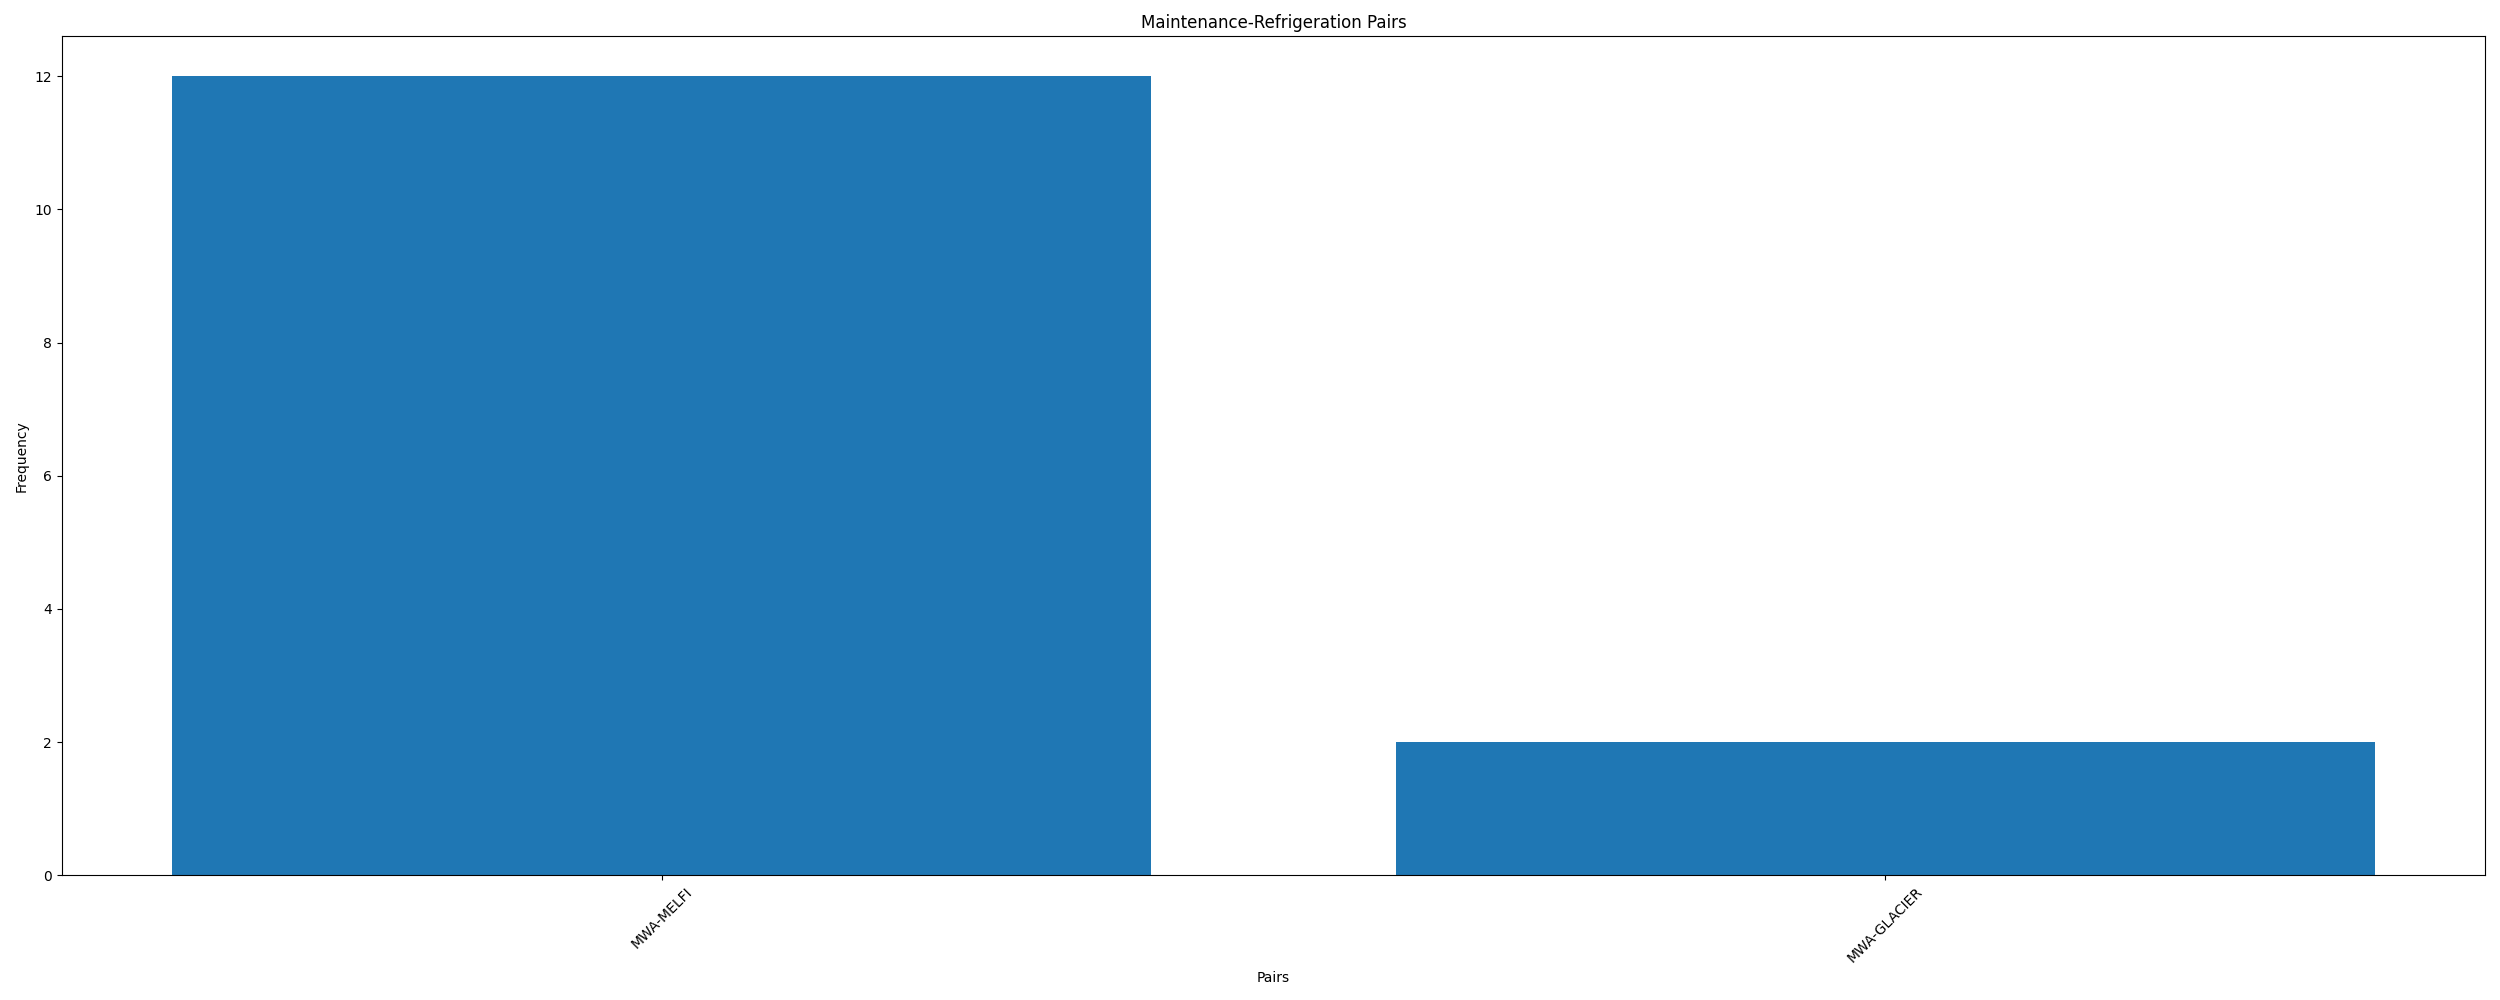 Maintenance-Refrigeration Pairs
12
10
8
6
4
2
0
Frequency
MWA-MELFI
MWA-GLACIER
Pairs